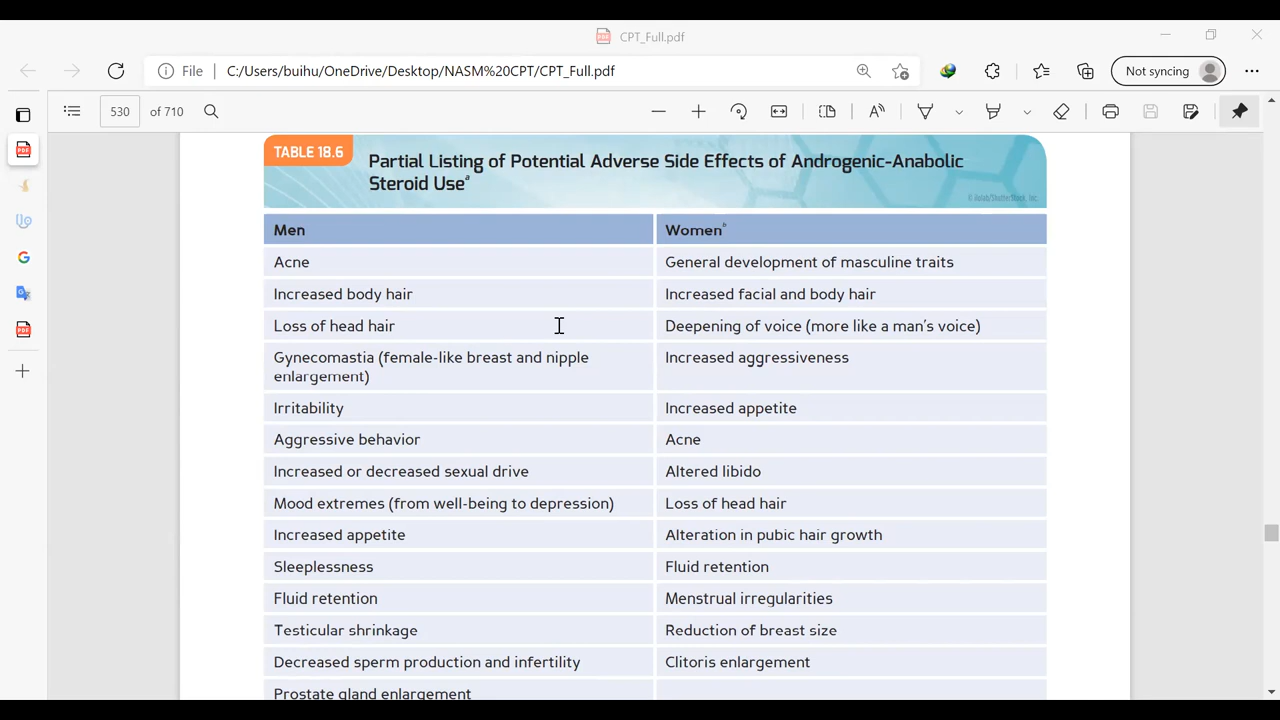 CPT_Full.pdf
File
C:/Users/buihu/OneDrive/Desktop/NASM%20CPT/CPT_Full.pdf
Not syncing
530 of 710
TABLE 18.6
Partial Listing of Potential Adverse Side Effects of Androgenic-Anabolic
Steroid Useᵃ
Men Womenᵇ
Acne General development of masculine traits
Increased body hair Increased facial and body hair
Loss of head hair Deepening of voice (more like a man's voice)
Gynecomastia (female-like breast and nipple
enlargement) Increased aggressiveness
Irritability Increased appetite
Aggressive behavior Acne
Increased or decreased sexual drive Altered libido
Mood extremes (from well-being to depression) Loss of head hair
Increased appetite Alteration in pubic hair growth
Sleeplessness Fluid retention
Fluid retention Menstrual irregularities
Testicular shrinkage Reduction of breast size
Decreased sperm production and infertility Clitoris enlargement
Prostate gland enlargement